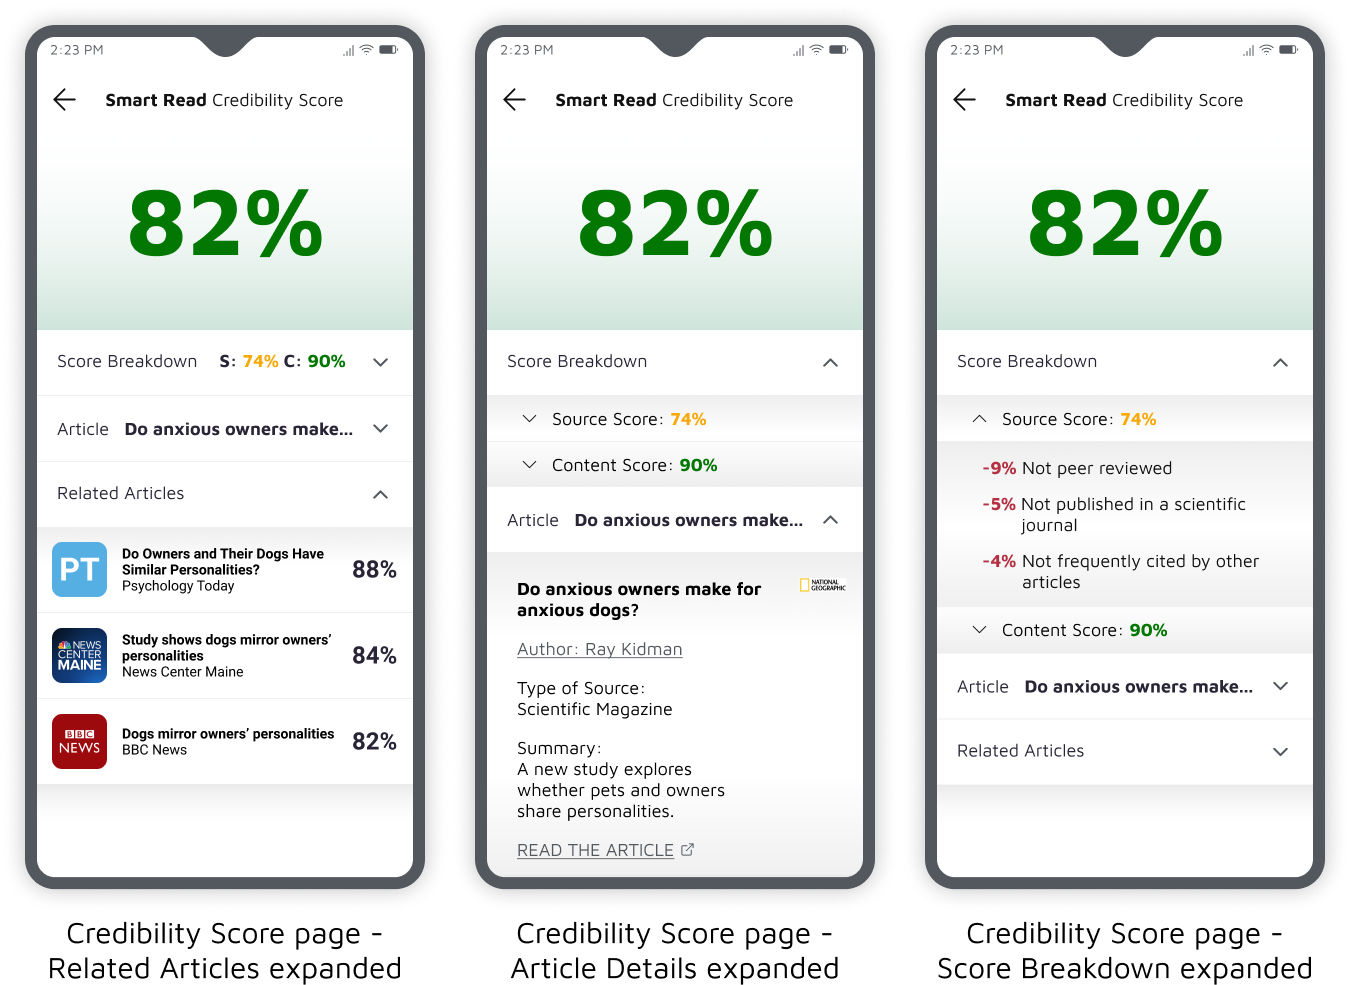 2:23 PM
Smart Read Credibility Score
82%
Score Breakdown S: 74% C: 90%
Article Do anxious owners make...
Related Articles
PT
Do Owners and Their Dogs Have
Similar Personalities?
Psychology Today
88%
NEWS
CENTER
MAINE
Study shows dogs mirror owners’
personalities
News Center Maine
84%
BBC
NEWS
Dogs mirror owners’ personalities
BBC News
82%
Credibility Score page -
Related Articles expanded
2:23 PM
Smart Read Credibility Score
82%
Score Breakdown
Source Score: 74%
Content Score: 90%
Article Do anxious owners make...
Do anxious owners make for
anxious dogs?
NATIONAL
GEOGRAPHIC
Author: Ray Kidman
Type of Source:
Scientific Magazine
Summary:
A new study explores
whether pets and owners
share personalities.
READ THE ARTICLE
Credibility Score page -
Article Details expanded
2:23 PM
Smart Read Credibility Score
82%
Score Breakdown
Source Score: 74%
-9% Not peer reviewed
-5% Not published in a scientific
journal
-4% Not frequently cited by other
articles
Content Score: 90%
Article Do anxious owners make...
Related Articles
Credibility Score page -
Score Breakdown expanded